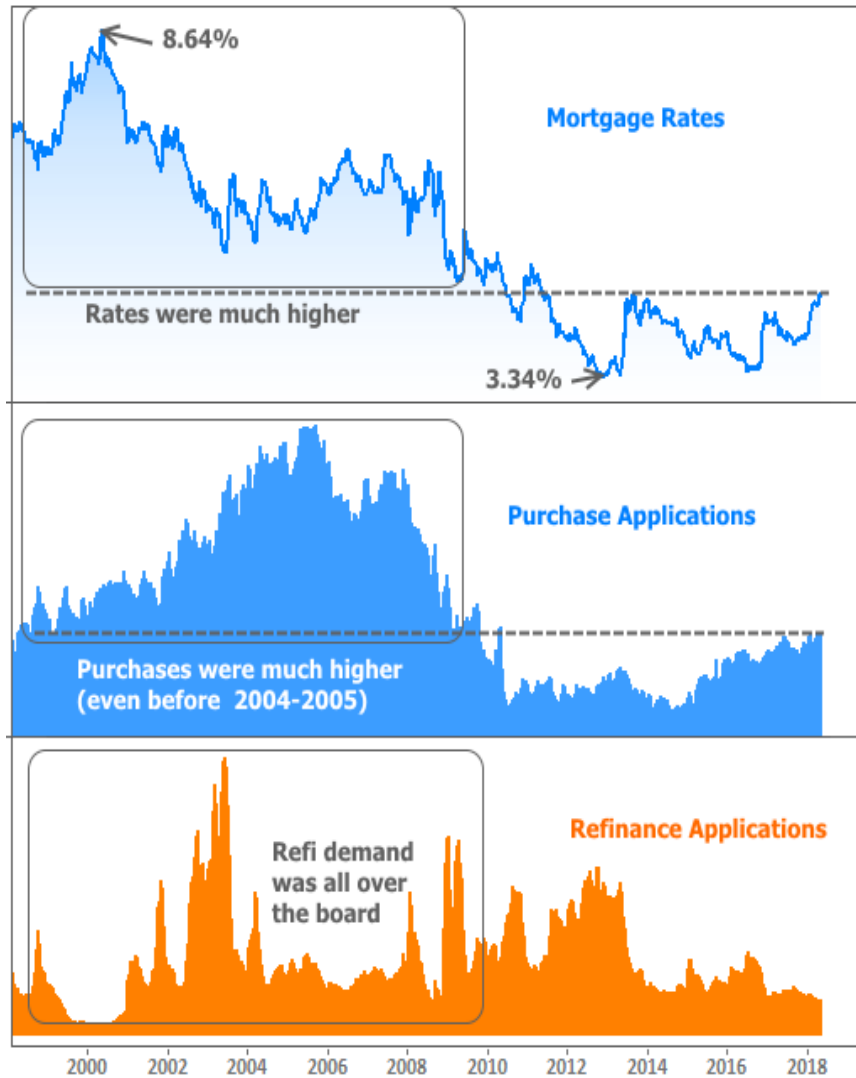 8.64%
Mortgage Rates
Rates were much higher
3.34%
Purchase Applications
Purchases were much higher
(even before 2004-2005)
Refinance Applications
Refi demand
was all over
the board
2000 2002 2003 2004 2006 2008 2010 2012 2014 2016 2018